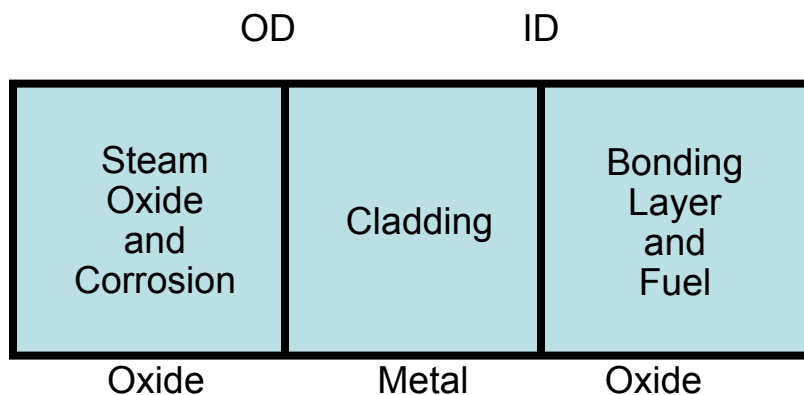 OD ID
Steam
Oxide
and
Corrosion
Cladding
Bonding
Layer
and
Fuel
Oxide Metal Oxide